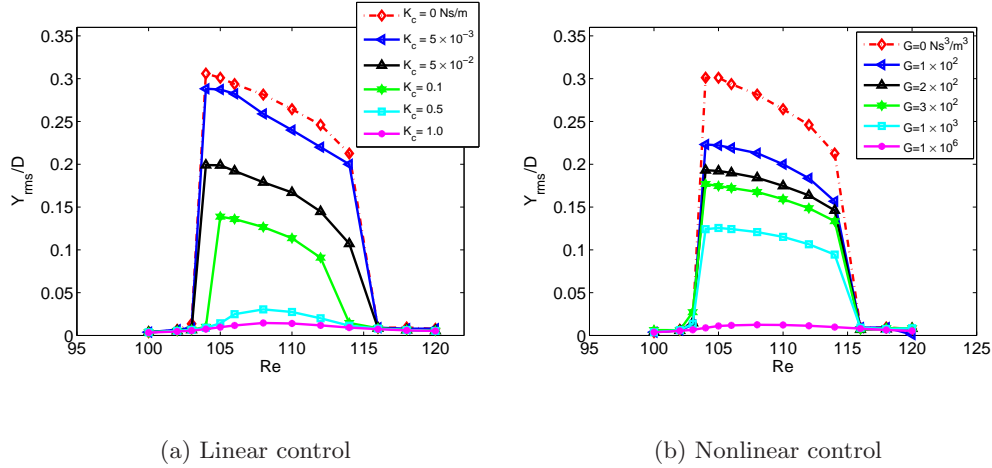 K_c = 0 Ns/m
K_c = 5 × 10^-3
K_c = 5 × 10^-2
K_c = 0.1
K_c = 0.5
K_c = 1.0
0.35
0.3
0.25
0.2
0.15
0.1
0.05
0
Y_rms/D
95 100 105 110 115 120
Re
(a) Linear control
G=0 Ns^3/m^3
G=1 × 10^2
G=2 × 10^2
G=3 × 10^2
G=1 × 10^3
G=1 × 10^6
0.35
0.3
0.25
0.2
0.15
0.1
0.05
0
Y_rms/D
95 100 105 110 115 120 125
Re
(b) Nonlinear control